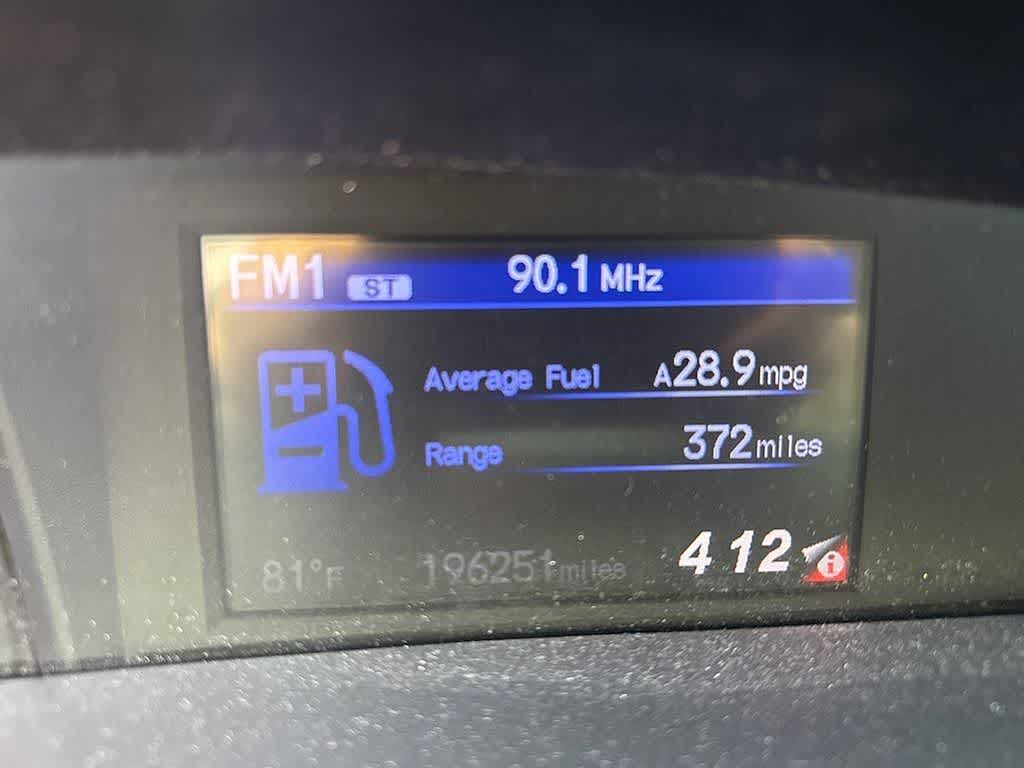 FM1 ST 90.1 MHz
Average Fuel A28.9 mpg
Range 372 miles
81°F 196251 miles 4 12 i